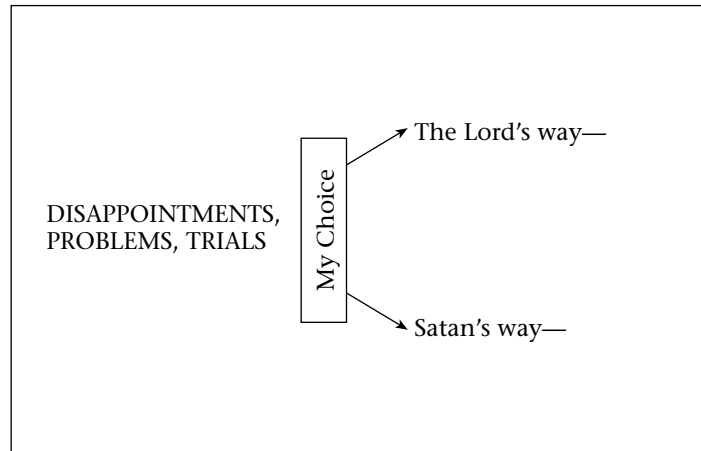 The Lord’s way—
DISAPPOINTMENTS,
PROBLEMS, TRIALS
My Choice
Satan’s way—